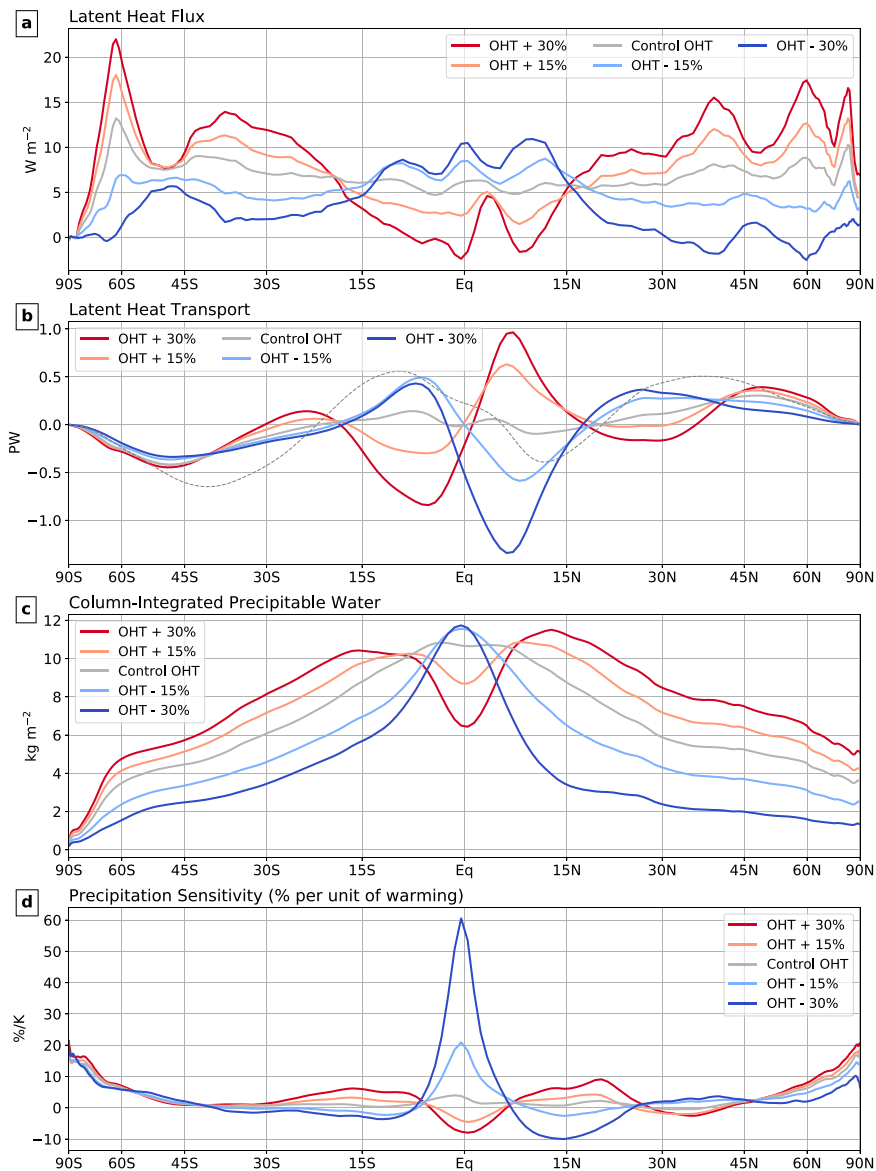 a Latent Heat Flux
W m⁻²
20
15
10
5
0
OHT + 30% Control OHT OHT - 30%
OHT + 15% OHT - 15%
90S 60S 45S 30S 15S Eq 15N 30N 45N 60N 90N
b Latent Heat Transport
PW
1.0
0.5
0.0
−0.5
−1.0
OHT + 30% Control OHT OHT - 30%
OHT + 15% OHT - 15%
90S 60S 45S 30S 15S Eq 15N 30N 45N 60N 90N
c Column-Integrated Precipitable Water
kg m⁻²
12
10
8
6
4
2
0
OHT + 30%
OHT + 15%
Control OHT
OHT - 15%
OHT - 30%
90S 60S 45S 30S 15S Eq 15N 30N 45N 60N 90N
d Precipitation Sensitivity (% per unit of warming)
%/K
60
50
40
30
20
10
0
−10
OHT + 30%
OHT + 15%
Control OHT
OHT - 15%
OHT - 30%
90S 60S 45S 30S 15S Eq 15N 30N 45N 60N 90N